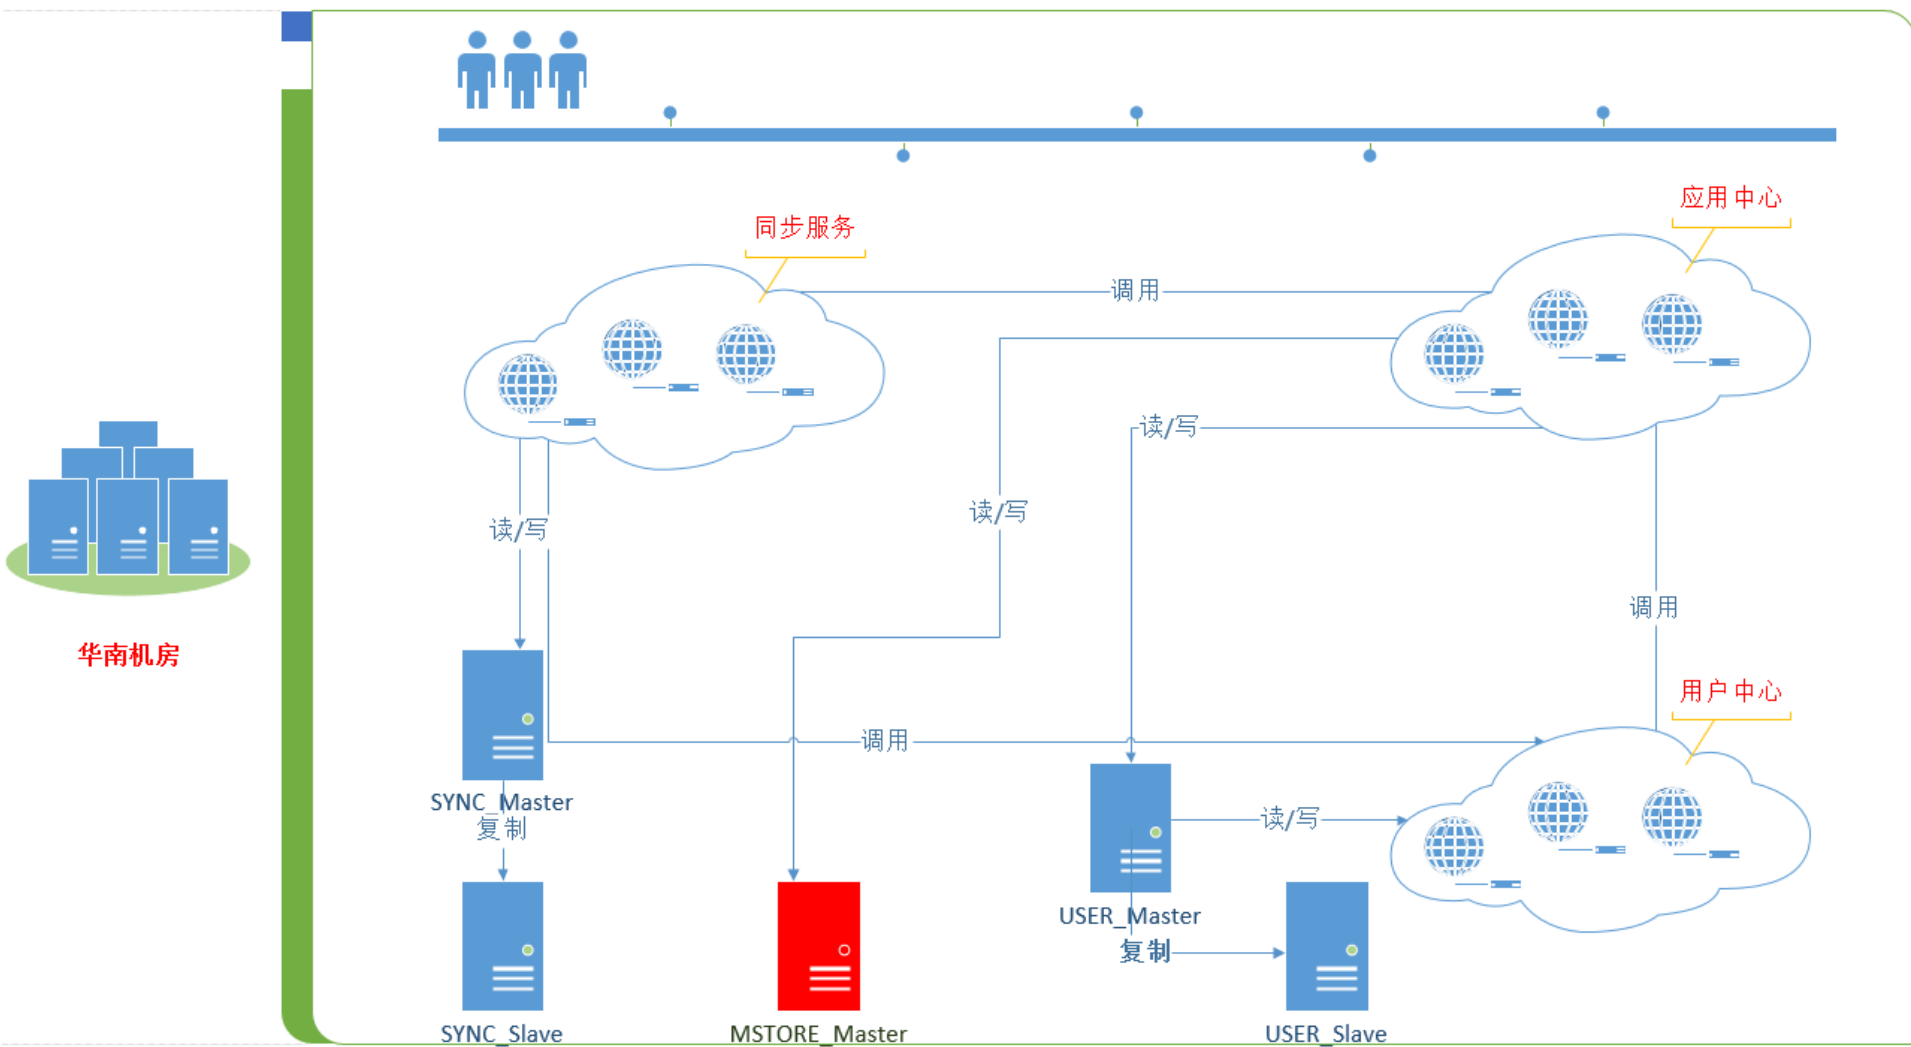 应用中心
同步服务
调用
读/写
读/写
读/写
调用
华南机房
用户中心
调用
SYNC_Master
读/写
复制
USER_Master
复制
SYNC_Slave
MSTORE_Master
USER_Slave